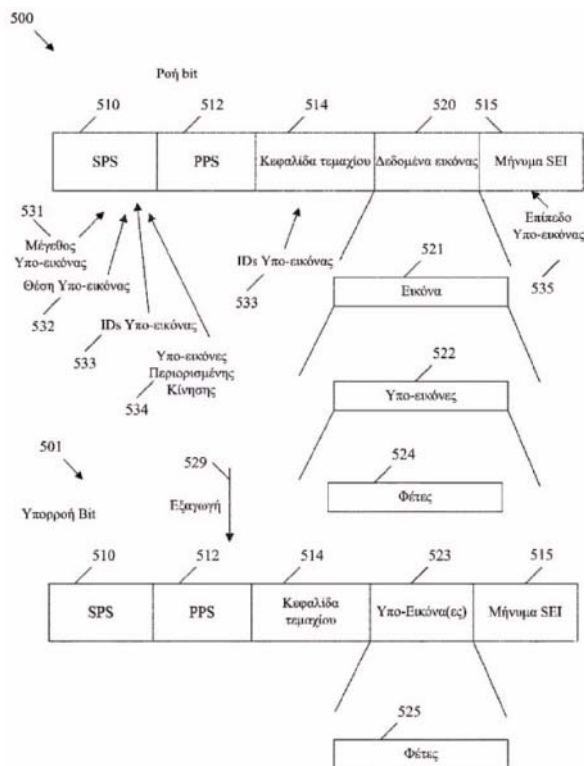 500
Ροή bit
510
512
514
520
515
SPS
PPS
Κεφαλίδα τεμαχίου
Δεδομένα εικόνας
Μήνυμα SEI
531
Μέγεθος
Υπο-εικόνας
Θέση Υπο-εικόνας
532
IDs Υπο-εικόνας
533
Υπο-εικόνες
Περιορισμένης
Κίνησης
534
IDs Υπο-εικόνας
533
Επίπεδο
Υπο-εικόνας
535
521
Εικόνα
522
Υπο-εικόνες
524
Φέτες
501
Υπορροή Bit
529
Εξαγωγή
510
512
514
523
515
SPS
PPS
Κεφαλίδα
τεμαχίου
Υπο-Εικόνα(ες)
Μήνυμα SEI
525
Φέτες